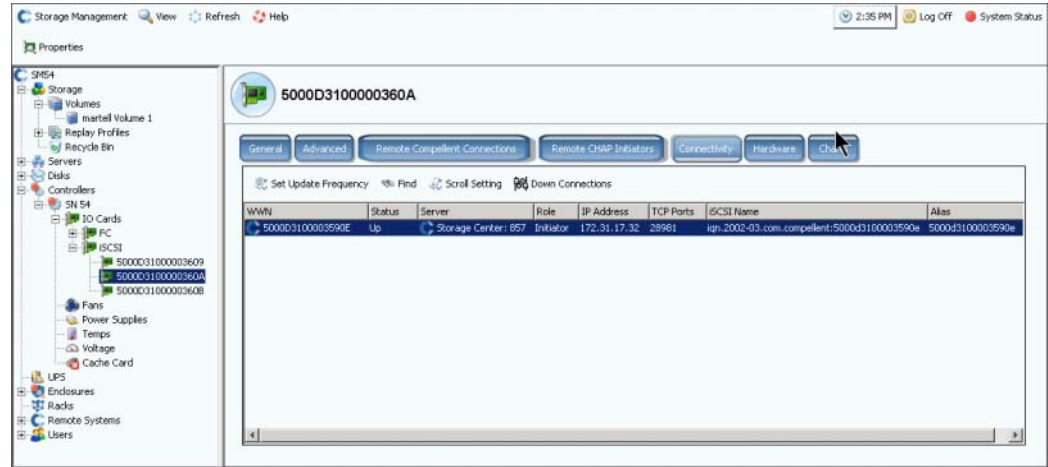 Storage Management View Refresh Help 2:35 PM Log Off System Status
Properties
SM54
Storage
Volumes
martell Volume 1
Replay Profiles
Recycle Bin
Servers
Disks
Controllers
SN 54
IO Cards
FC
iSCSI
5000D31000003609
5000D3100000360A
5000D3100000360B
Fans
Power Supplies
Temps
Voltage
Cache Card
UPS
Enclosures
Racks
Remote Systems
Users
5000D3100000360A
General Advanced Remote Compellent Connections Remote CHAP Initiators Connectivity Hardware
Set Update Frequency Find Scroll Setting Down Connections
WWN Status Server Role IP Address TCP Ports iSCSI Name Alias
5000D3100003590E Up Storage Center: 857 Initiator 172.31.17.32 28981 iqn.2002-03.com.compellent:5000d3100003590e 5000d3100003590e